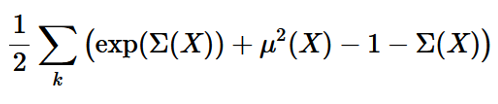 1/2 ∑_k (exp(Σ(X)) + μ²(X) − 1 − Σ(X))